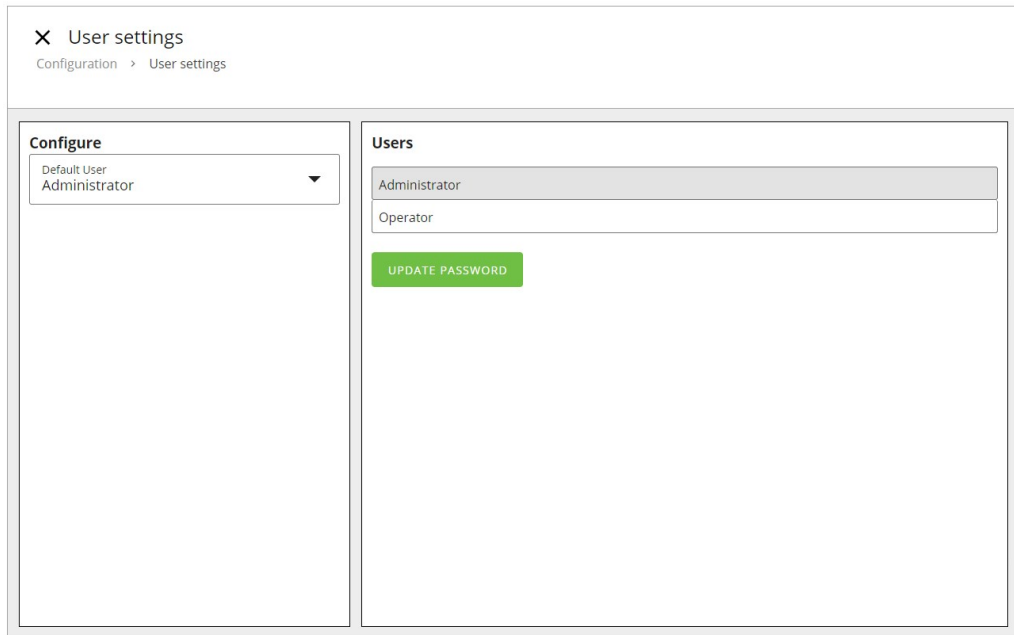 User settings
Configuration > User settings
Configure
Default User
Administrator
Users
Administrator
Operator
UPDATE PASSWORD